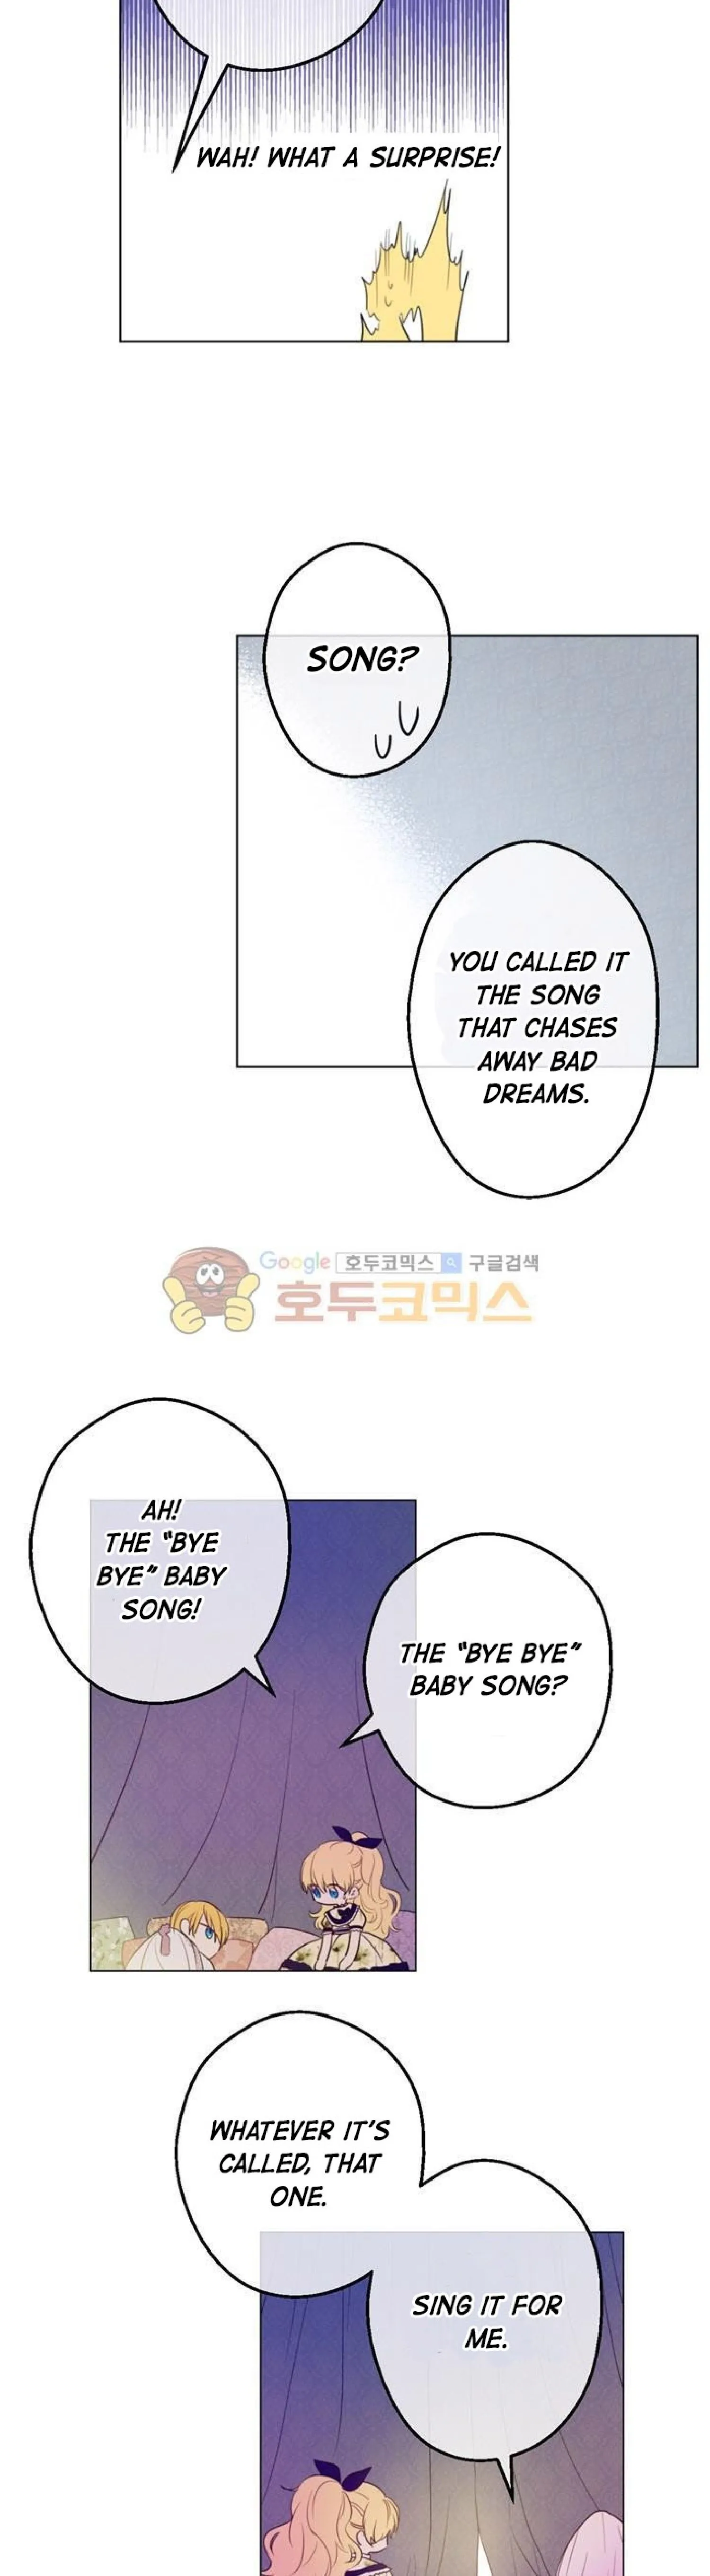 WAH! WHAT A SURPRISE!
SONG?
YOU CALLED IT
THE SONG
THAT CHASES
AWAY BAD
DREAMS.
Google 호두코믹스 구글검색
호두코믹스
AH!
THE "BYE
BYE" BABY
SONG!
THE "BYE BYE"
BABY SONG?
WHATEVER IT'S
CALLED, THAT
ONE.
SING IT FOR
ME.